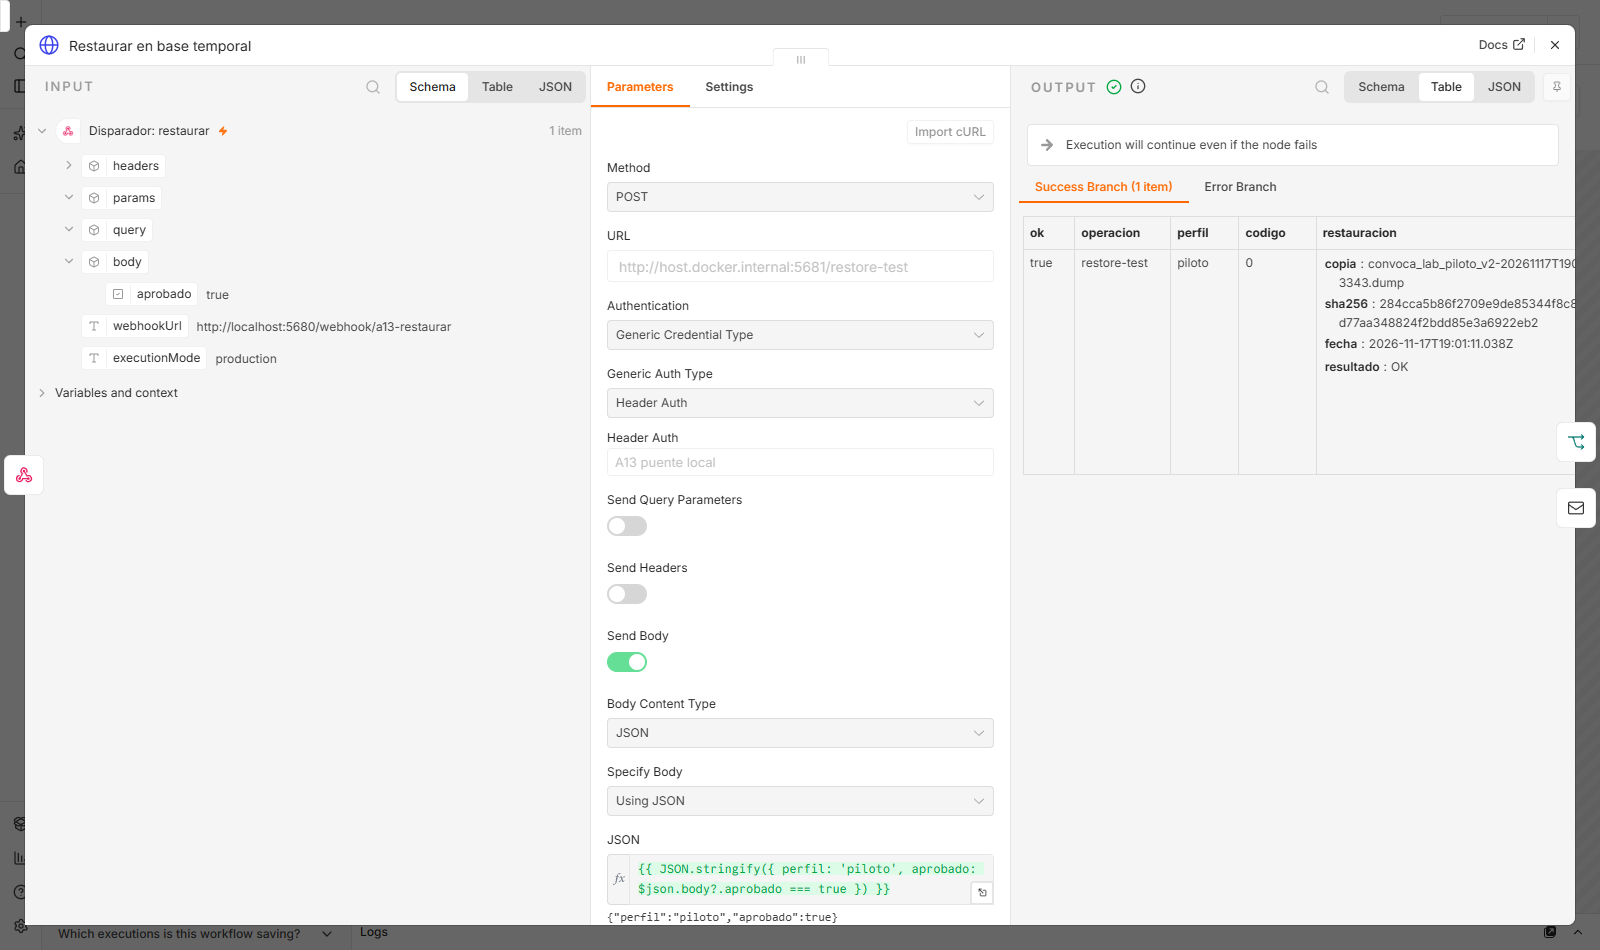 Restaurar en base temporal
Docs
INPUT
Schema
Table
JSON
Disparador: restaurar
1 item
headers
params
query
body
aprobado
true
webhookUrl
http://localhost:5680/webhook/a13-restaurar
executionMode
production
Variables and context
Parameters
Settings
Import cURL
Method
POST
URL
http://host.docker.internal:5681/restore-test
Authentication
Generic Credential Type
Generic Auth Type
Header Auth
Header Auth
A13 puente local
Send Query Parameters
Send Headers
Send Body
Body Content Type
JSON
Specify Body
Using JSON
JSON
fx
{{ JSON.stringify({ perfil: 'piloto', aprobado:
$json.body?.aprobado === true }) }}
{"perfil":"piloto","aprobado":true}
OUTPUT
Schema
Table
JSON
Execution will continue even if the node fails
Success Branch (1 item)
Error Branch
ok
operacion
perfil
codigo
restauracion
true
restore-test
piloto
0
copia : convoca_lab_piloto_v2-20261117T190
3343.dump
sha256 : 284cca5b86f2709e9de85344f8c8
d77aa348824f2bdd85e3a6922eb2
fecha : 2026-11-17T19:01:11.038Z
resultado : OK
Which executions is this workflow saving?
Logs